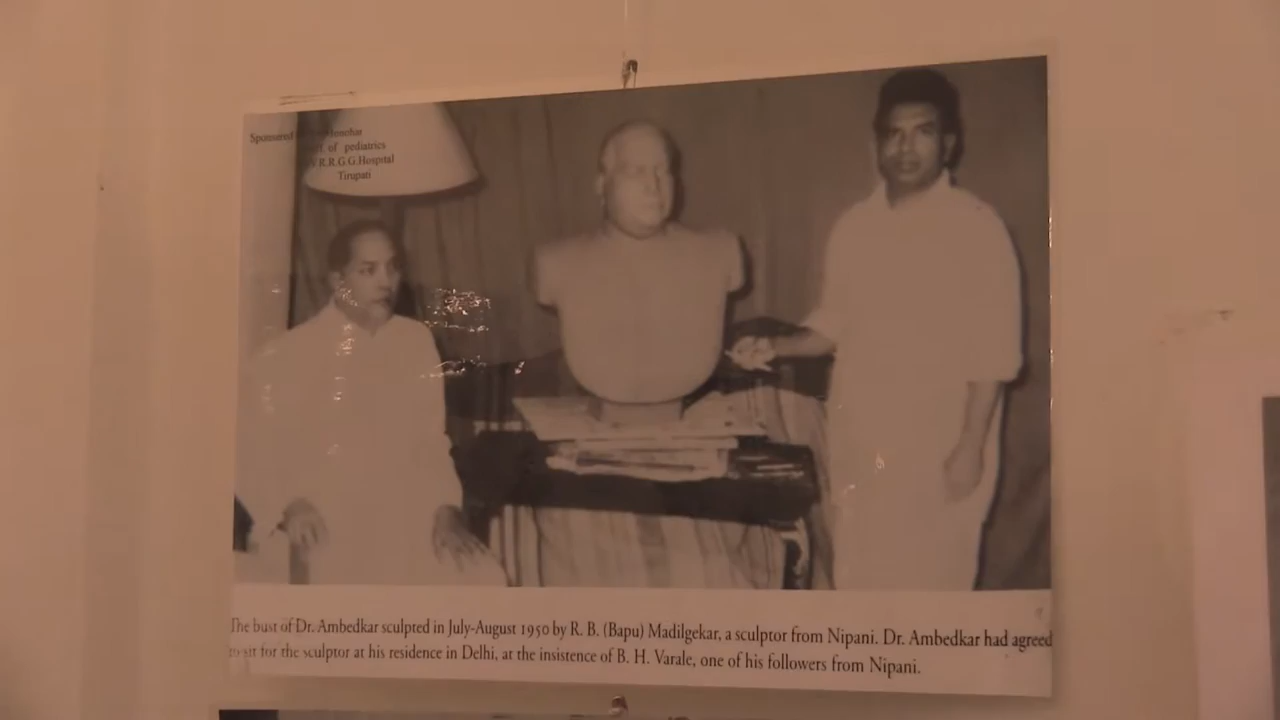 Sponsored
of pediatrics
R.R.G.G.Hospital
Tirupati
The bust of Dr. Ambedkar sculpted in July-August 1950 by R. B. (Bapu) Madilgekar, a sculptor from Nipani. Dr. Ambedkar had agreed
to sit for the sculptor at his residence in Delhi, at the insistence of B. H. Varale, one of his followers from Nipani.